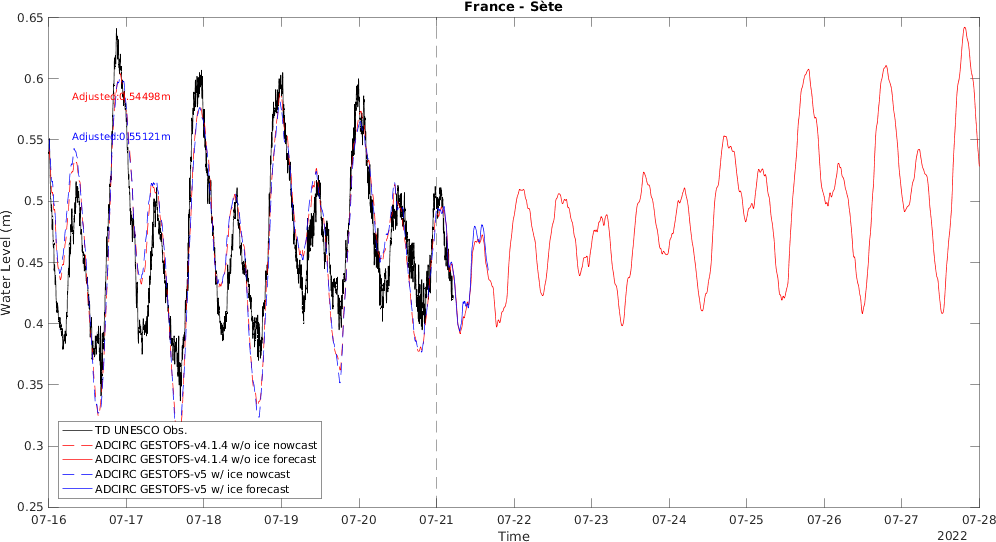 France - Sète
0.65
0.6
0.55
0.5
0.45
0.4
0.35
0.3
0.25
Water Level (m)
Adjusted:0.54498m
Adjusted:0.55121m
TD UNESCO Obs.
ADCIRC GESTOFS-v4.1.4 w/o ice nowcast
ADCIRC GESTOFS-v4.1.4 w/o ice forecast
ADCIRC GESTOFS-v5 w/ ice nowcast
ADCIRC GESTOFS-v5 w/ ice forecast
07-16 07-17 07-18 07-19 07-20 07-21 07-22 07-23 07-24 07-25 07-26 07-27 07-28
Time
2022